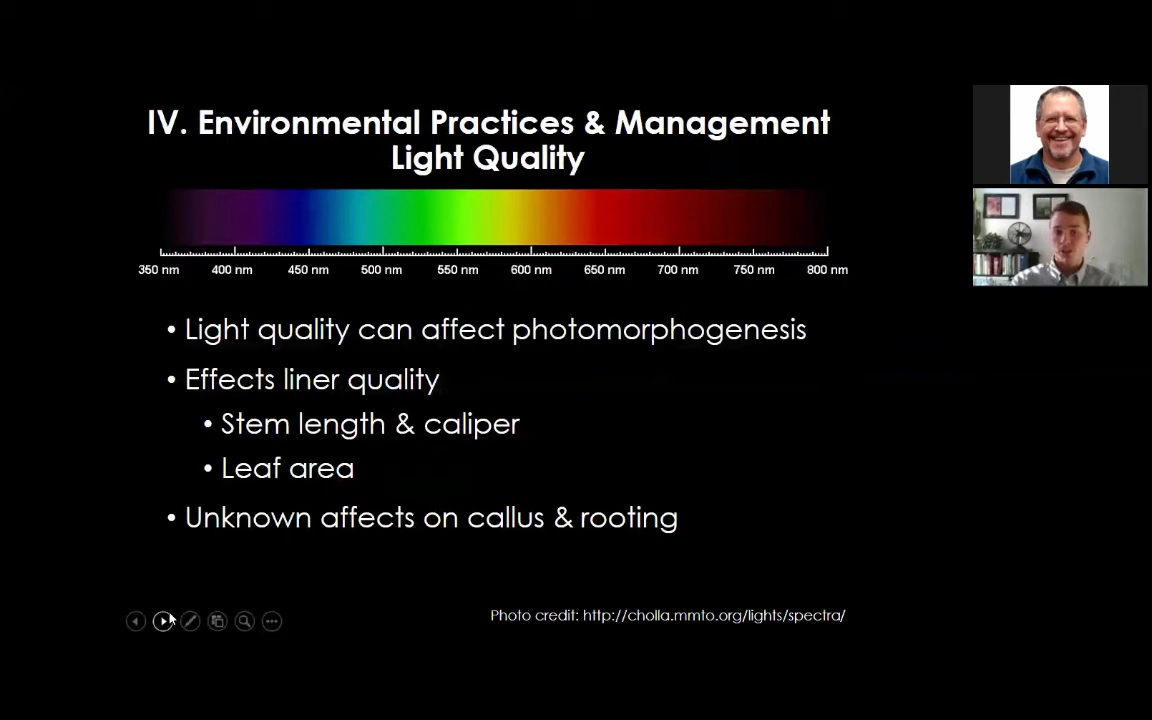 IV. Environmental Practices & Management
Light Quality
350 nm 400 nm 450 nm 500 nm 550 nm 600 nm 650 nm 700 nm 750 nm 800 nm
• Light quality can affect photomorphogenesis
• Effects liner quality
• Stem length & caliper
• Leaf area
• Unknown affects on callus & rooting
Photo credit: http://cholla.mmto.org/lights/spectra/